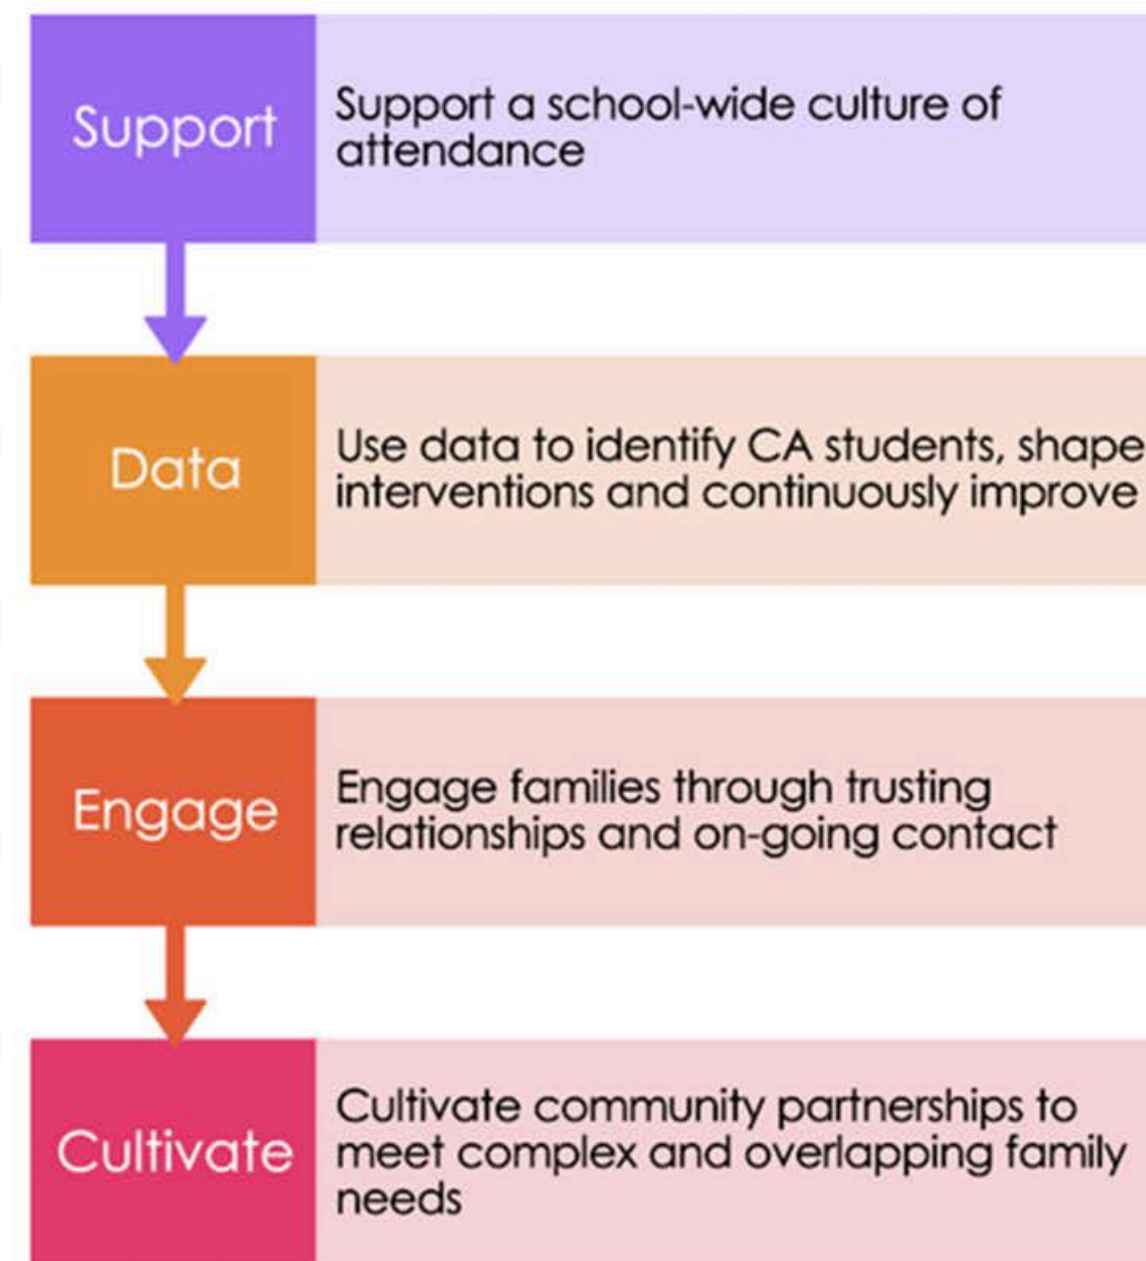 Support
Support a school-wide culture of
attendance
Data
Use data to identify CA students, shape
interventions and continuously improve
Engage
Engage families through trusting
relationships and on-going contact
Cultivate
Cultivate community partnerships to
meet complex and overlapping family
needs